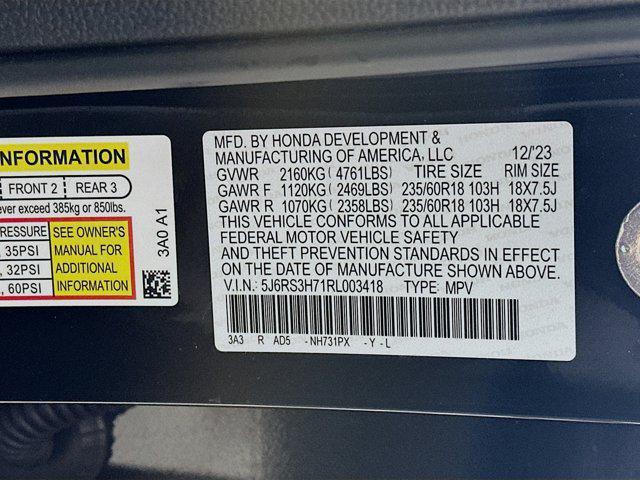 INFORMATION
FRONT 2 REAR 3
ever exceed 385kg or 850lbs.
PRESSURE SEE OWNER'S
, 35PSI MANUAL FOR
, 32PSI ADDITIONAL
, 60PSI INFORMATION
3A0 A1
MFD. BY HONDA DEVELOPMENT &
MANUFACTURING OF AMERICA, LLC 12/'23
GVWR 2160KG( 4761LBS) TIRE SIZE RIM SIZE
GAWR F 1120KG( 2469LBS) 235/60R18 103H 18X7.5J
GAWR R 1070KG( 2358LBS) 235/60R18 103H 18X7.5J
THIS VEHICLE CONFORMS TO ALL APPLICABLE
FEDERAL MOTOR VEHICLE SAFETY
AND THEFT PREVENTION STANDARDS IN EFFECT
ON THE DATE OF MANUFACTURE SHOWN ABOVE.
V.I.N.: 5J6RS3H71RL003418 TYPE: MPV
3A3 R AD5 -NH731PX -Y-L